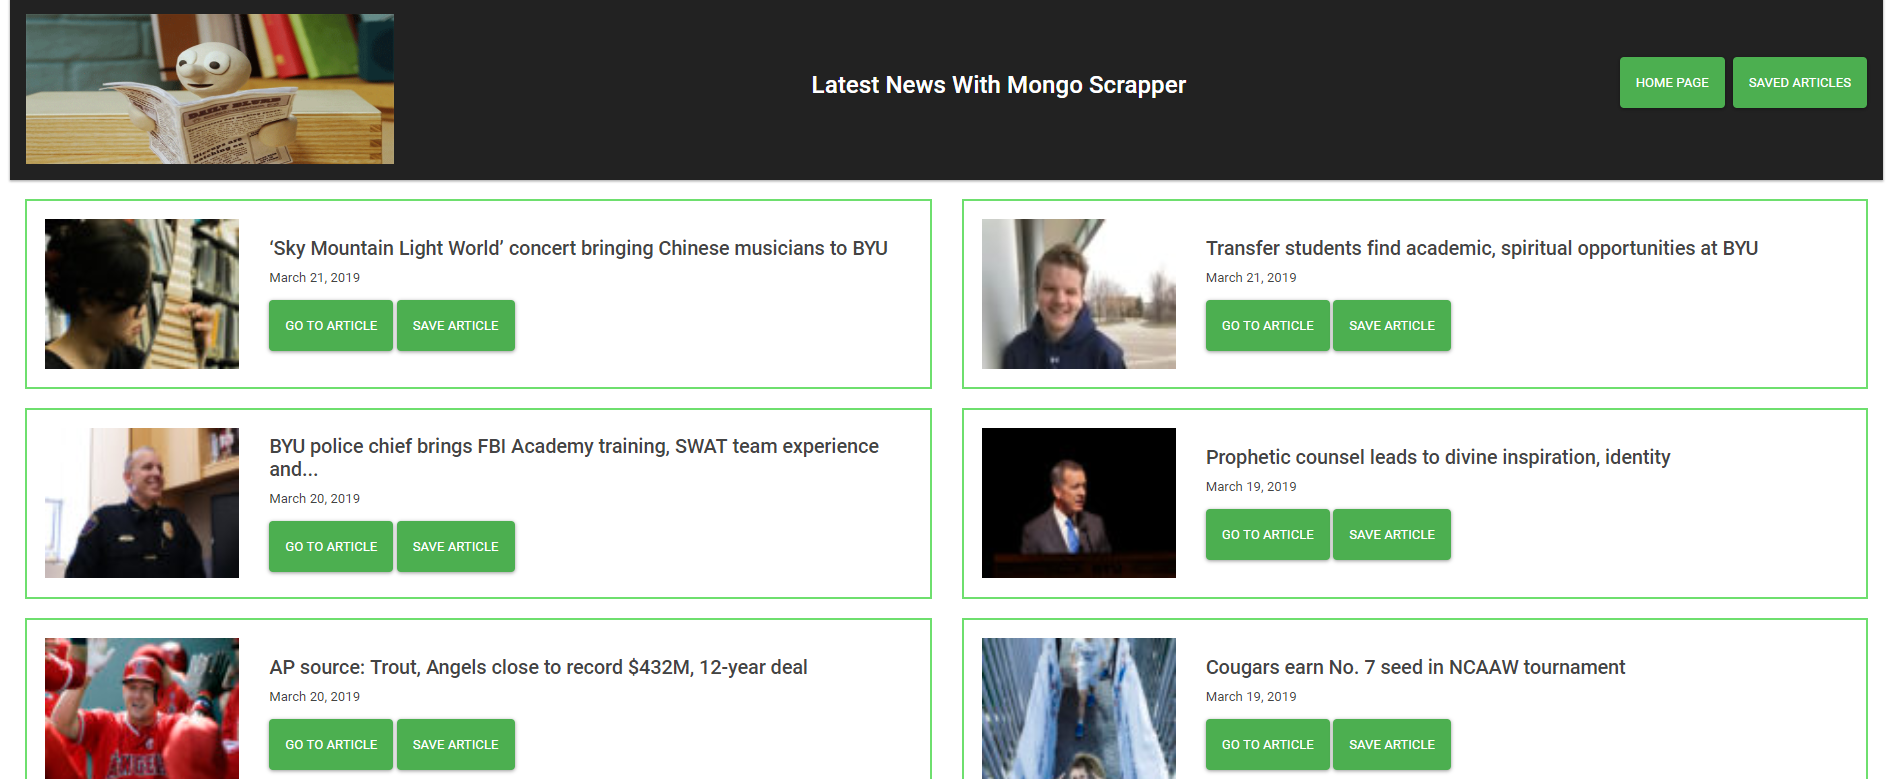 DAILY BLURB
Latest News With Mongo Scrapper
HOME PAGE
SAVED ARTICLES
‘Sky Mountain Light World’ concert bringing Chinese musicians to BYU
March 21, 2019
GO TO ARTICLE
SAVE ARTICLE
Transfer students find academic, spiritual opportunities at BYU
March 21, 2019
GO TO ARTICLE
SAVE ARTICLE
BYU police chief brings FBI Academy training, SWAT team experience
and...
March 20, 2019
GO TO ARTICLE
SAVE ARTICLE
Prophetic counsel leads to divine inspiration, identity
March 19, 2019
GO TO ARTICLE
SAVE ARTICLE
AP source: Trout, Angels close to record $432M, 12-year deal
March 20, 2019
GO TO ARTICLE
SAVE ARTICLE
Cougars earn No. 7 seed in NCAAW tournament
March 19, 2019
GO TO ARTICLE
SAVE ARTICLE